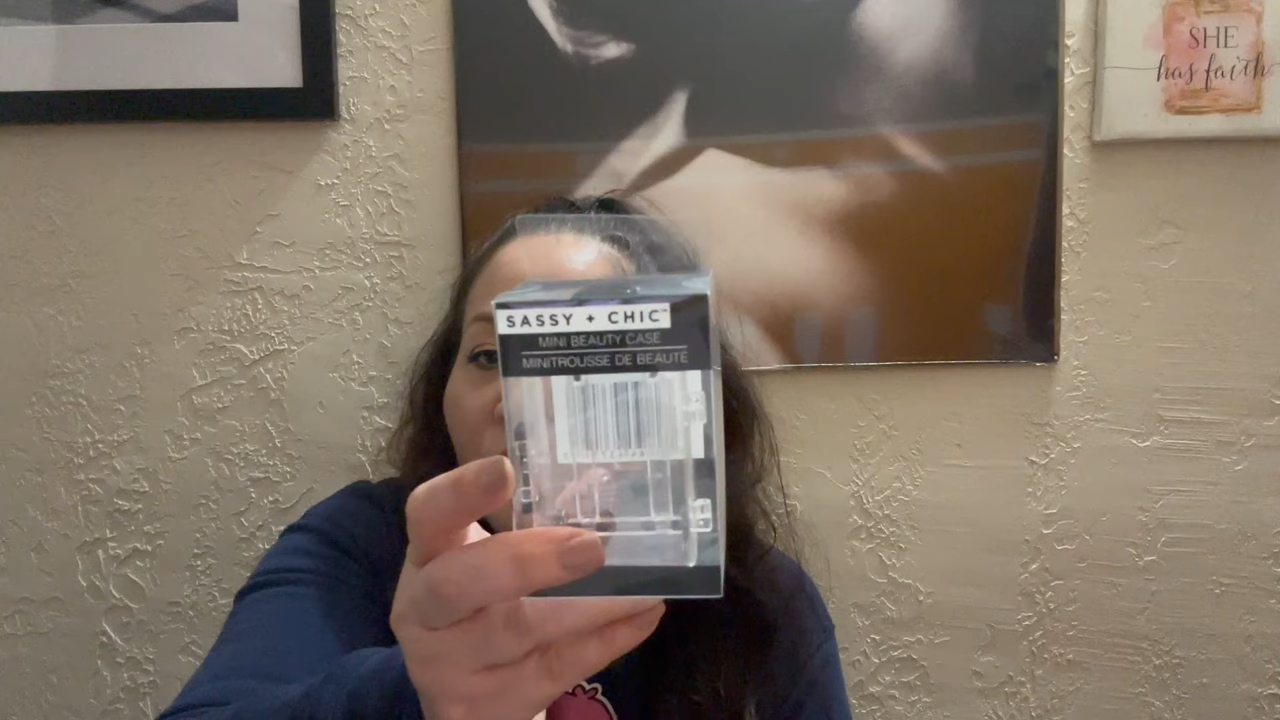 SHE
has faith
SASSY + CHIC™
MINI BEAUTY CASE
MINITROUSSE DE BEAUTÉ